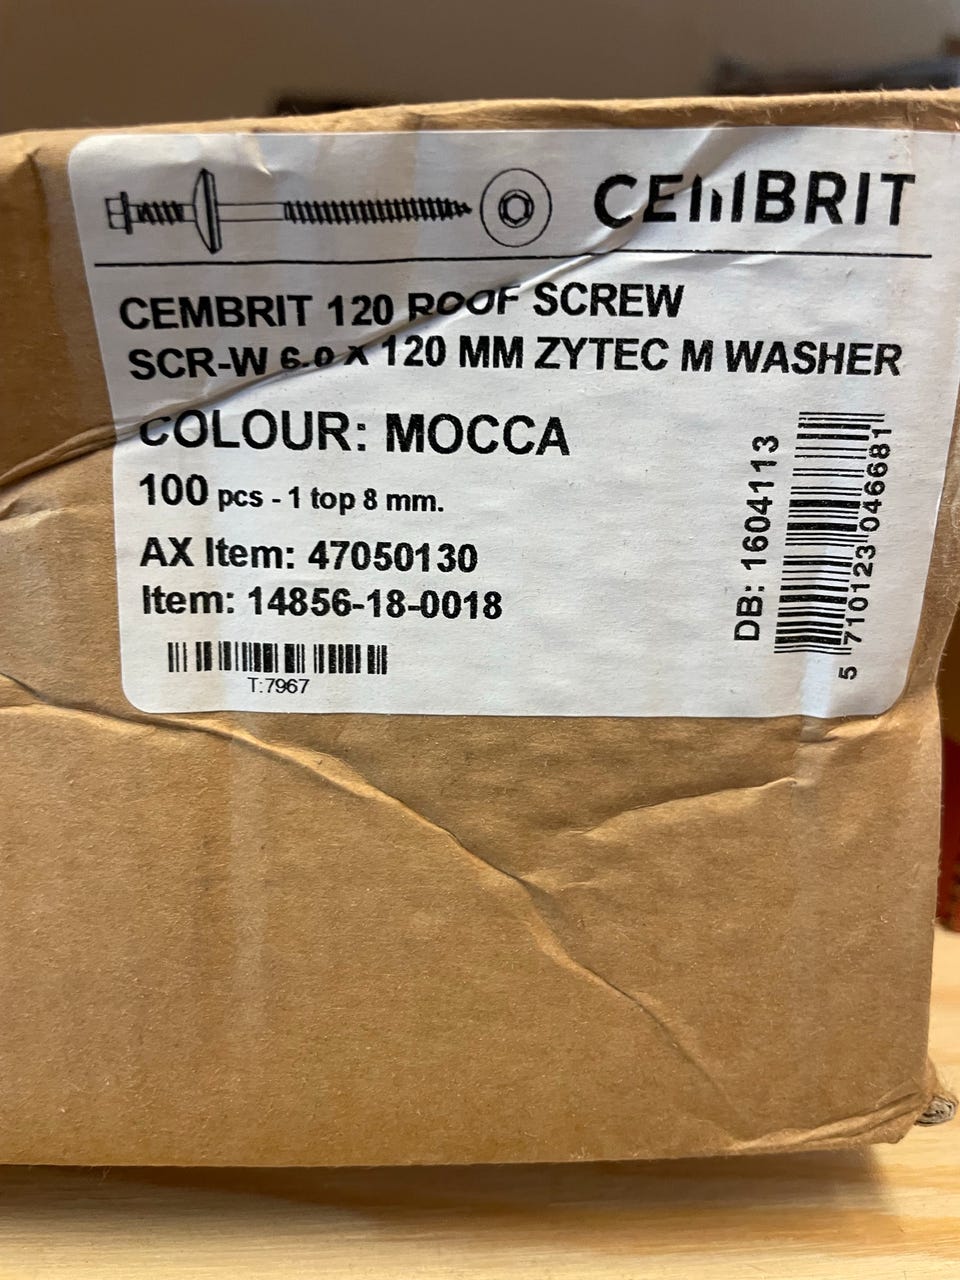 CEMBRIT
CEMBRIT 120 ROOF SCREW
SCR-W 6.0 X 120 MM ZYTEC M WASHER
COLOUR: MOCCA
100 pcs - 1 top 8 mm.
AX Item: 47050130
Item: 14856-18-0018
T:7967
DB: 1604113
5 710123 046681